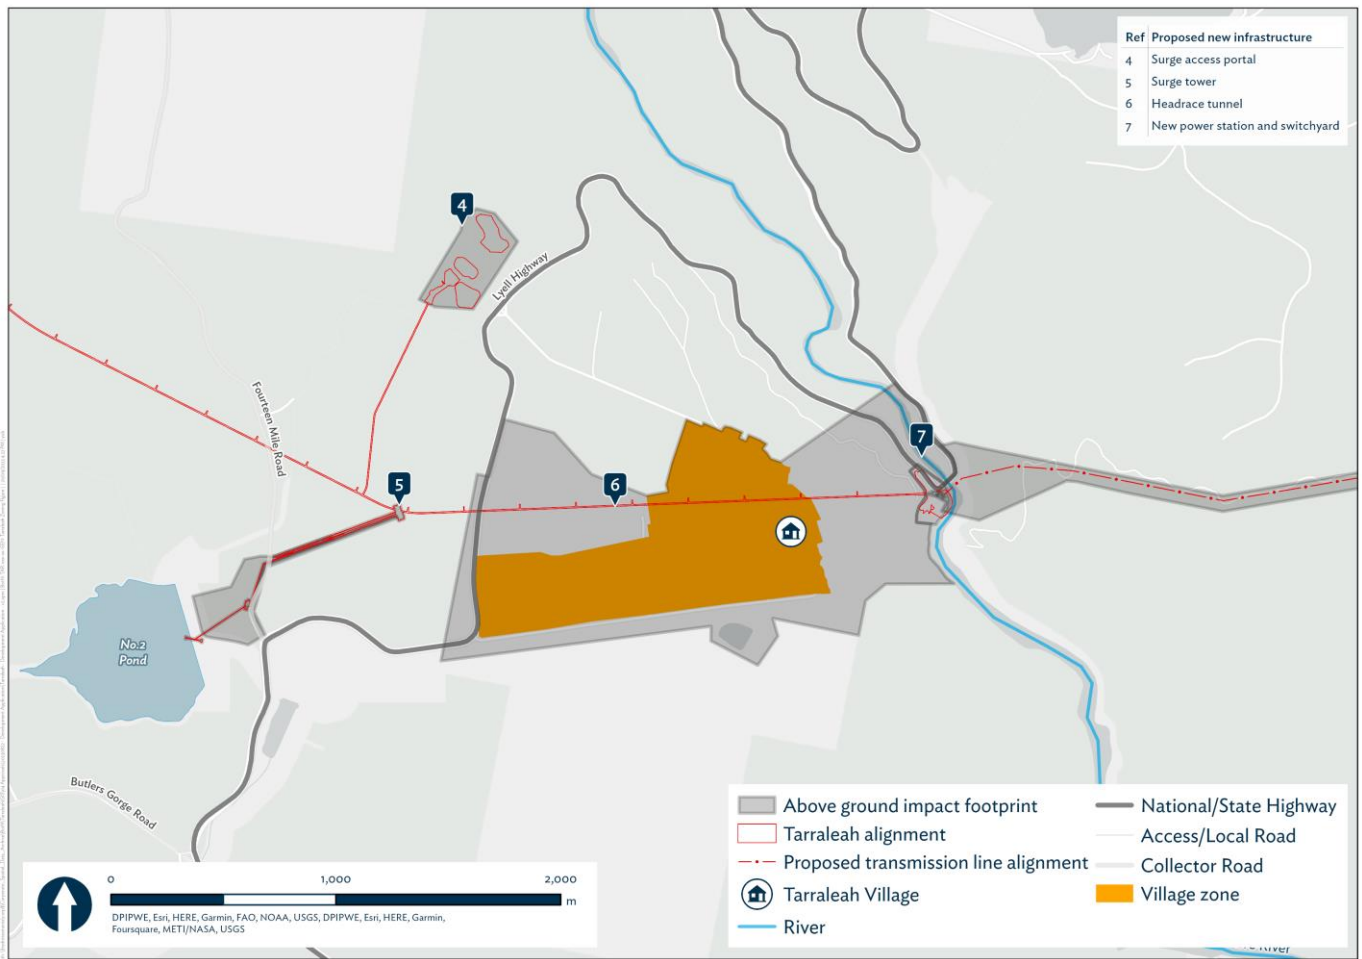 Ref Proposed new infrastructure
4 Surge access portal
5 Surge tower
6 Headrace tunnel
7 New power station and switchyard
4
Lyell Highway
Fourteen Mile Road
7
5
6
No.2
Pond
Butlers Gorge Road
Above ground impact footprint
Tarraleah alignment
Proposed transmission line alignment
Tarraleah Village
River
National/State Highway
Access/Local Road
Collector Road
Village zone
0 1,000 2,000
m
DPIPWE, Esri, HERE, Garmin, FAO, NOAA, USGS, DPIPWE, Esri, HERE, Garmin,
Foursquare, METI/NASA, USGS
River